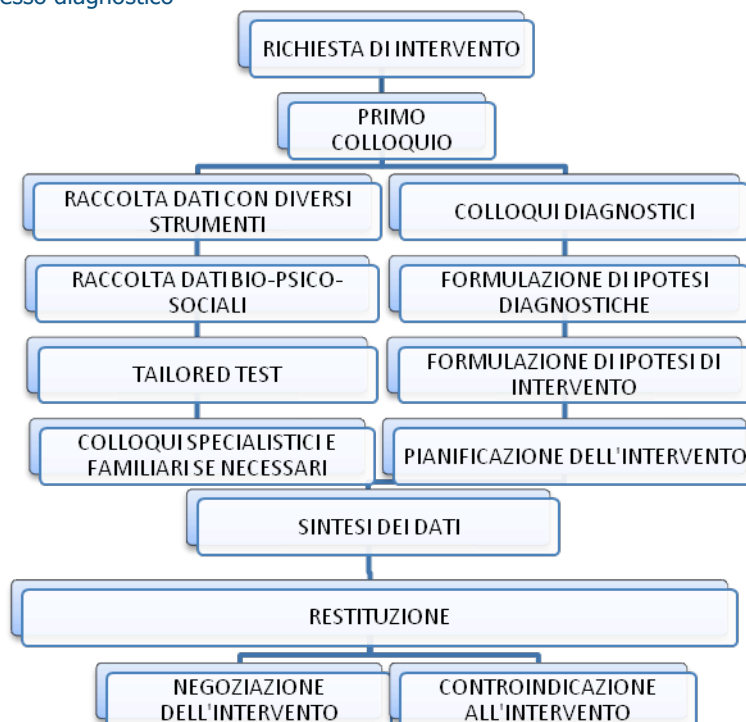 diagnostico
RICHIESTA DI INTERVENTO
PRIMO
COLLOQUIO
RACCOLTA DATI CON DIVERSI
STRUMENTI
COLLOQUI DIAGNOSTICI
RACCOLTA DATI BIO-PSICO-
SOCIALI
FORMULAZIONE DI IPOTESI
DIAGNOSTICHE
TAILORED TEST
FORMULAZIONE DI IPOTESI DI
INTERVENTO
COLLOQUI SPECIALISTICI E
FAMILIARI SE NECESSARI
PIANIFICAZIONE DELL'INTERVENTO
SINTESI DEI DATI
RESTITUZIONE
NEGOZIAZIONE
DELL'INTERVENTO
CONTROINDICAZIONE
ALL'INTERVENTO